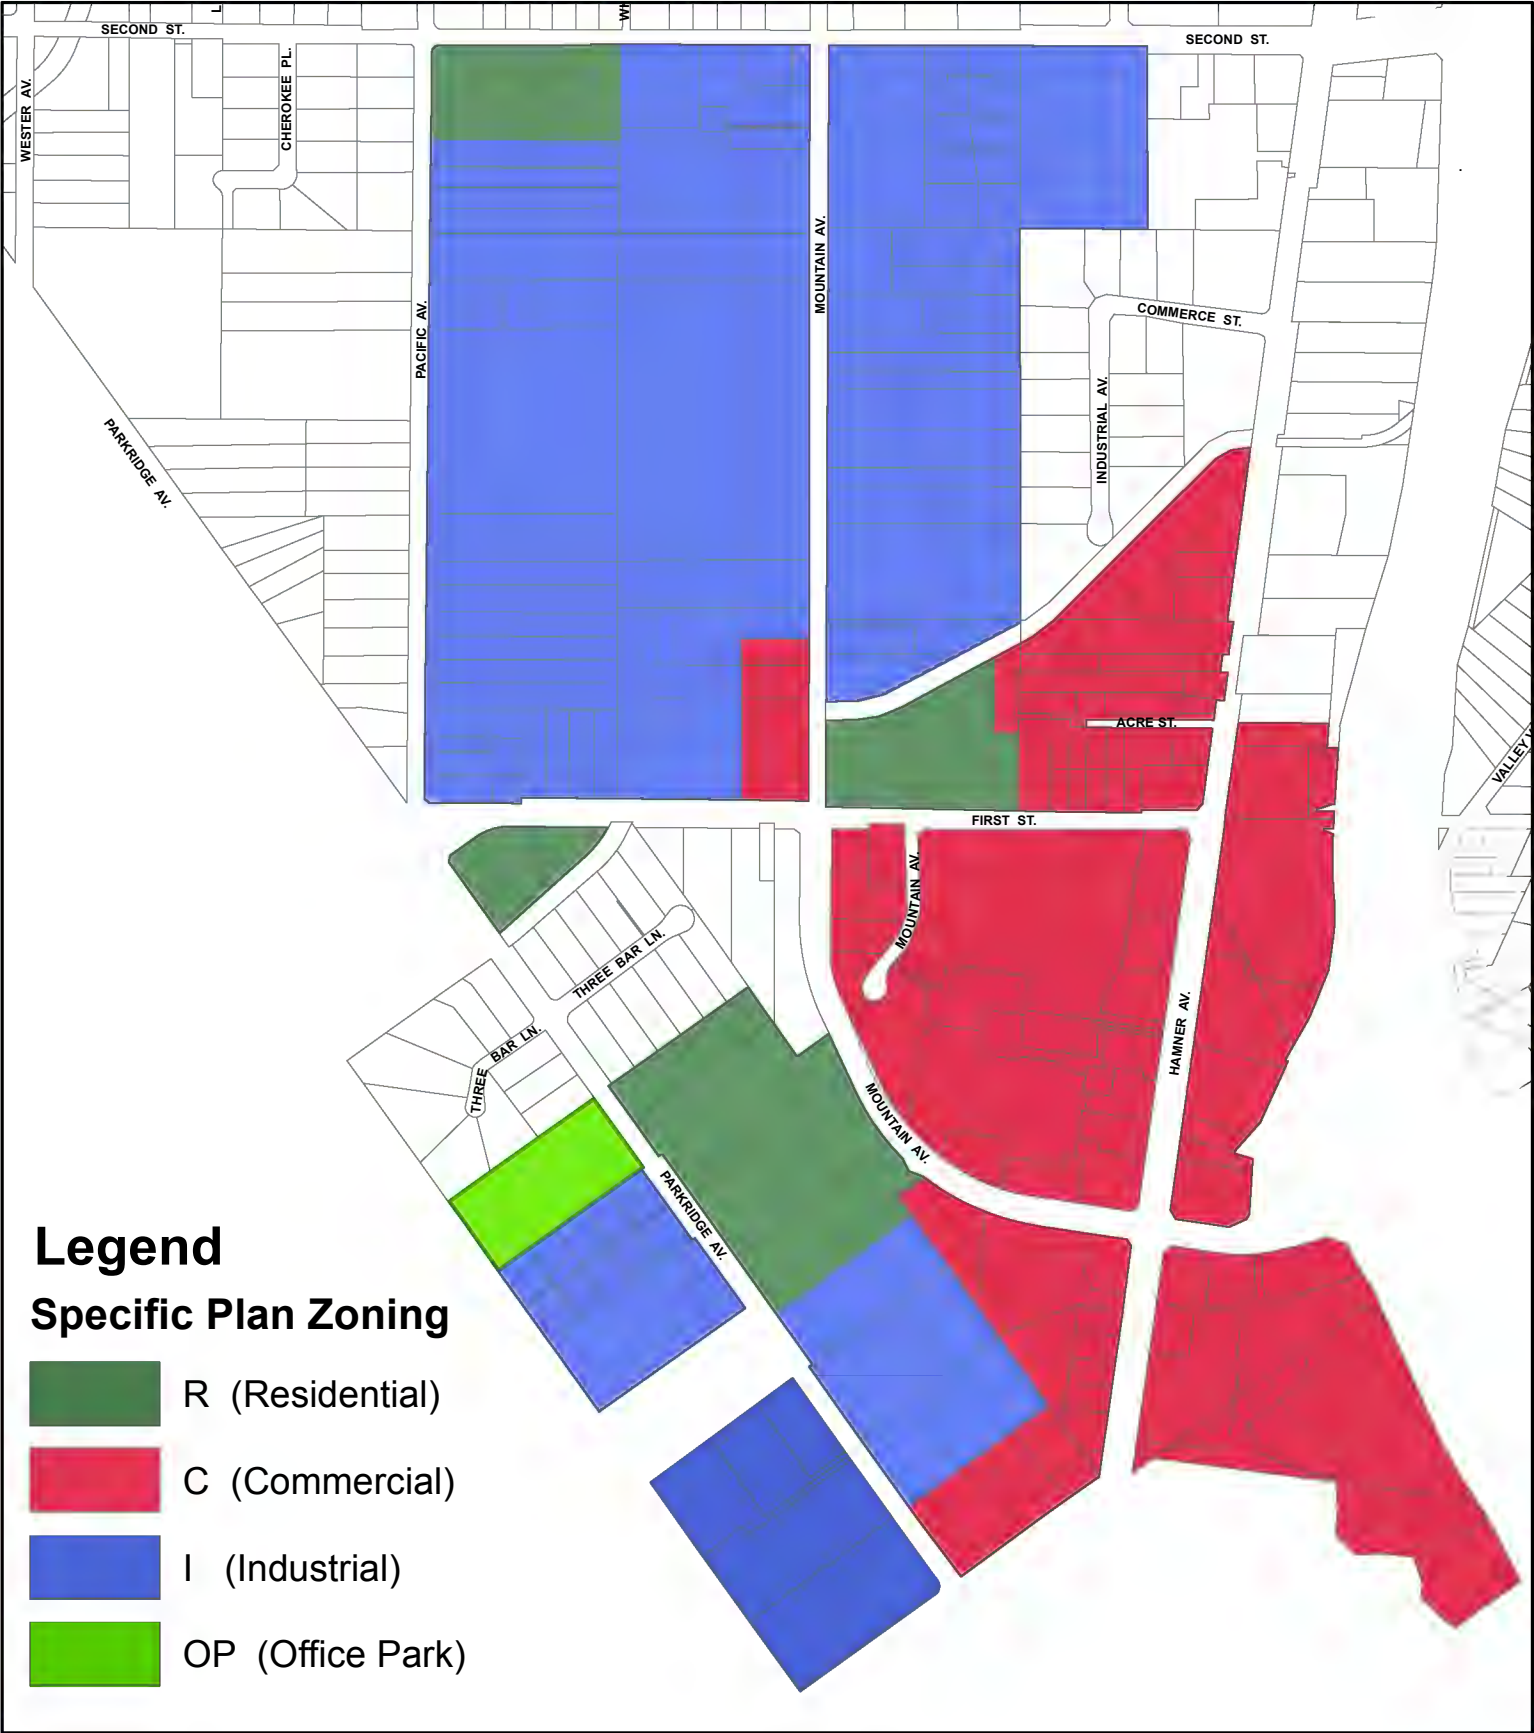 SECOND ST.
SECOND ST.
WESTER AV.
CHEROKEE PL.
MOUNTAIN AV.
PACIFIC AV.
COMMERCE ST.
INDUSTRIAL AV.
PARKRIDGE AV.
ACRE ST.
FIRST ST.
MOUNTAIN AV.
THREE BAR LN.
THREE BAR LN.
HAMNER AV.
MOUNTAIN AV.
PARKRIDGE AV.
Legend
Specific Plan Zoning
R (Residential)
C (Commercial)
I (Industrial)
OP (Office Park)